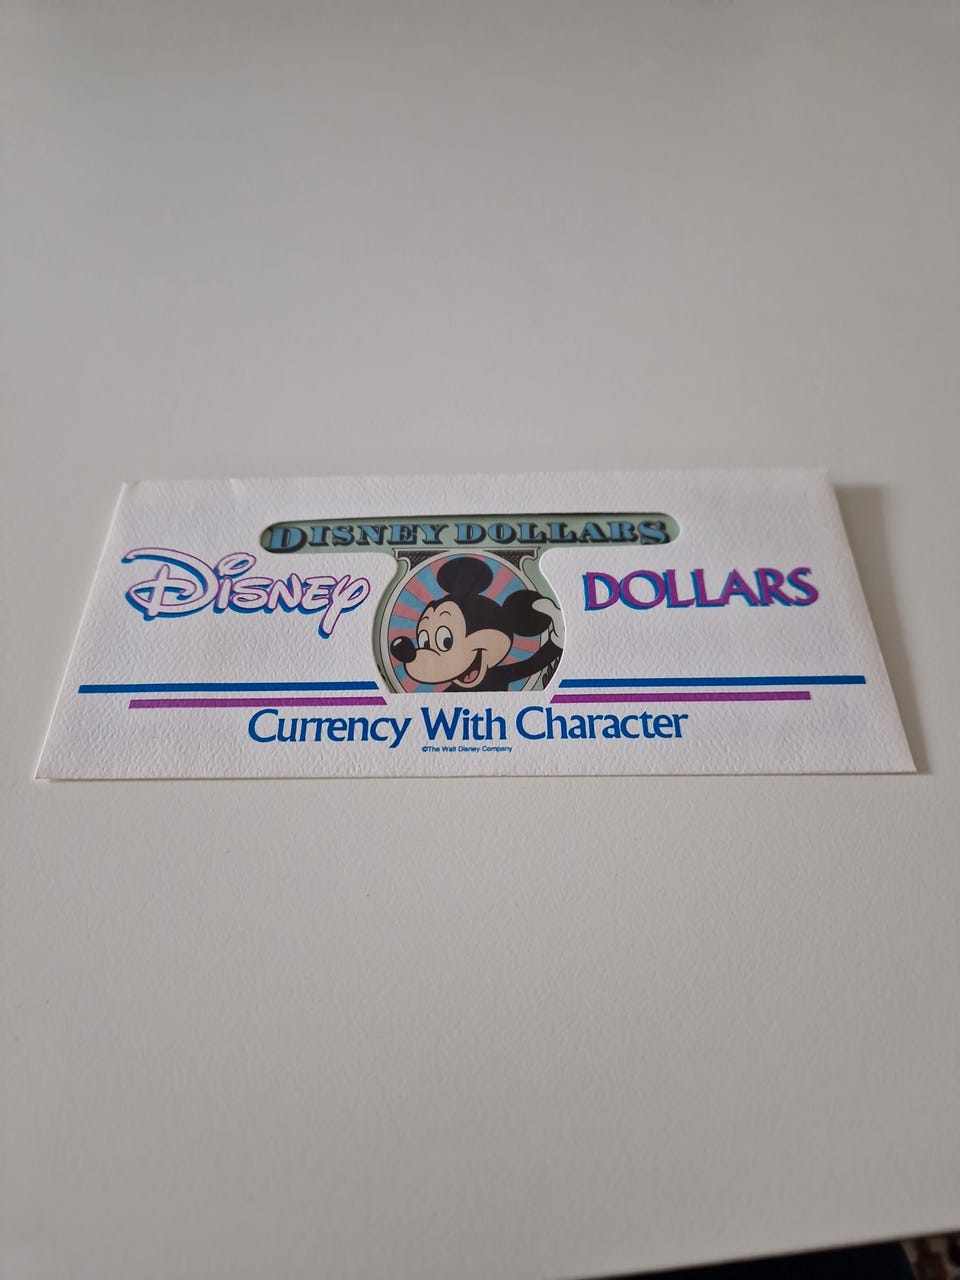 DISNEY DOLLARS
Disney DOLLARS
Currency With Character
©The Walt Disney Company